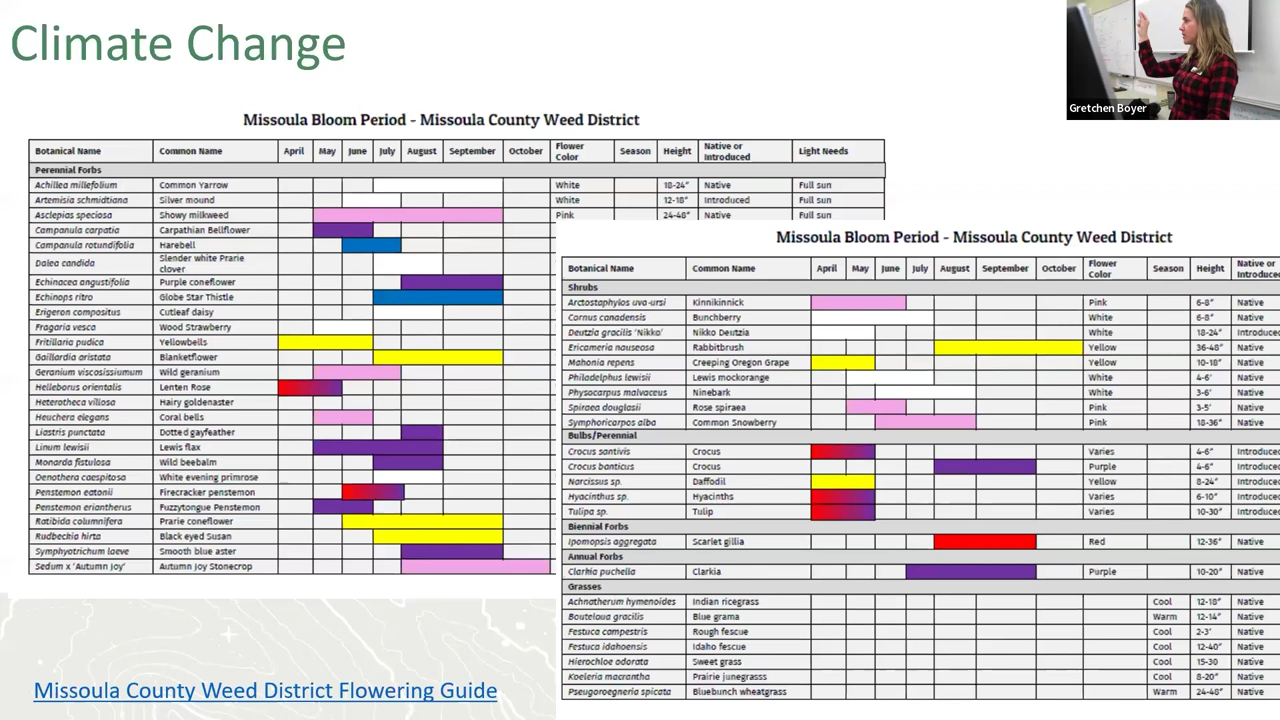 Climate Change
Gretchen Boyer
Missoula Bloom Period - Missoula County Weed District
Botanical Name Common Name April May June July August September October Flower Color Season Height Native or Introduced Light Needs
Perennial Forbs
Achillea millefolium Common Yarrow White 18-24" Native Full sun
Artemisia schmidtiana Silver mound White 12-18" Introduced Full sun
Asclepias speciosa Showy milkweed Pink 24-48" Native Full sun
Campanula carpatia Carpathian Bellflower
Campanula rotundifolia Harebell
Dalea candida Slender white Prarie clover
Echinacea angustifolia Purple coneflower
Echinops ritro Globe Star Thistle
Erigeron compositus Cutleaf daisy
Fragaria vesca Wood Strawberry
Fritillaria pudica Yellowbells
Gaillardia aristata Blanketflower
Geranium viscosissiumum Wild geranium
Helleborus orientalis Lenten Rose
Heterotheca villosa Hairy goldenaster
Heuchera elegans Coral bells
Liastris punctata Dotted gayfeather
Linum lewisii Lewis flax
Monarda fistulosa Wild beebalm
Oenothera caespitosa White evening primrose
Penstemon eatonii Firecracker penstemon
Penstemon eriantherus Fuzzytongue Penstemon
Ratibida columnifera Prarie coneflower
Rudbeckia hirta Black eyed Susan
Symphyotrichum laeve Smooth blue aster
Sedum x 'Autumn Joy' Autumn Joy Stonecrop
Missoula Bloom Period - Missoula County Weed District
Botanical Name Common Name April May June July August September October Flower Color Season Height Native or Introduced
Shrubs
Arctostaphylos uva-ursi Kinnikinnick Pink 6-8" Native
Cornus canadensis Bunchberry White 6-8" Native
Deutzia gracilis 'Nikko' Nikko Deutzia White 18-24" Introduced
Ericameria nauseosa Rabbitbrush Yellow 36-48" Native
Mahonia repens Creeping Oregon Grape Yellow 10-18" Native
Philadelphus lewisii Lewis mockorange White 4-6' Native
Physocarpus malvaceus Ninebark White 3-6' Native
Spiraea douglasii Rose spiraea Pink 3-5' Native
Symphoricarpos alba Common Snowberry Pink 18-36" Native
Bulbs/Perennial
Crocus santivis Crocus Varies 4-6" Introduced
Crocus banticus Crocus Purple 4-6" Introduced
Narcissus sp. Daffodil Yellow 8-24" Introduced
Hyacinthus sp. Hyacinths Varies 6-10" Introduced
Tulipa sp. Tulip Varies 10-30" Introduced
Biennial Forbs
Ipomopsis aggregata Scarlet gillia Red 12-36" Native
Annual Forbs
Clarkia puchella Clarkia Purple 10-20" Native
Grasses
Achnatherum hymenoides Indian ricegrass Cool 12-18" Native
Bouteloua gracilis Blue grama Warm 12-14" Native
Festuca campestris Rough fescue Cool 2-3' Native
Festuca idahoensis Idaho fescue Cool 12-40" Native
Hierochloe odorata Sweet grass Cool 15-30 Native
Koeleria macrantha Prairie junegrasss Cool 8-20" Native
Pseugoroegneria spicata Bluebunch wheatgrass Warm 24-48" Native
Missoula County Weed District Flowering Guide